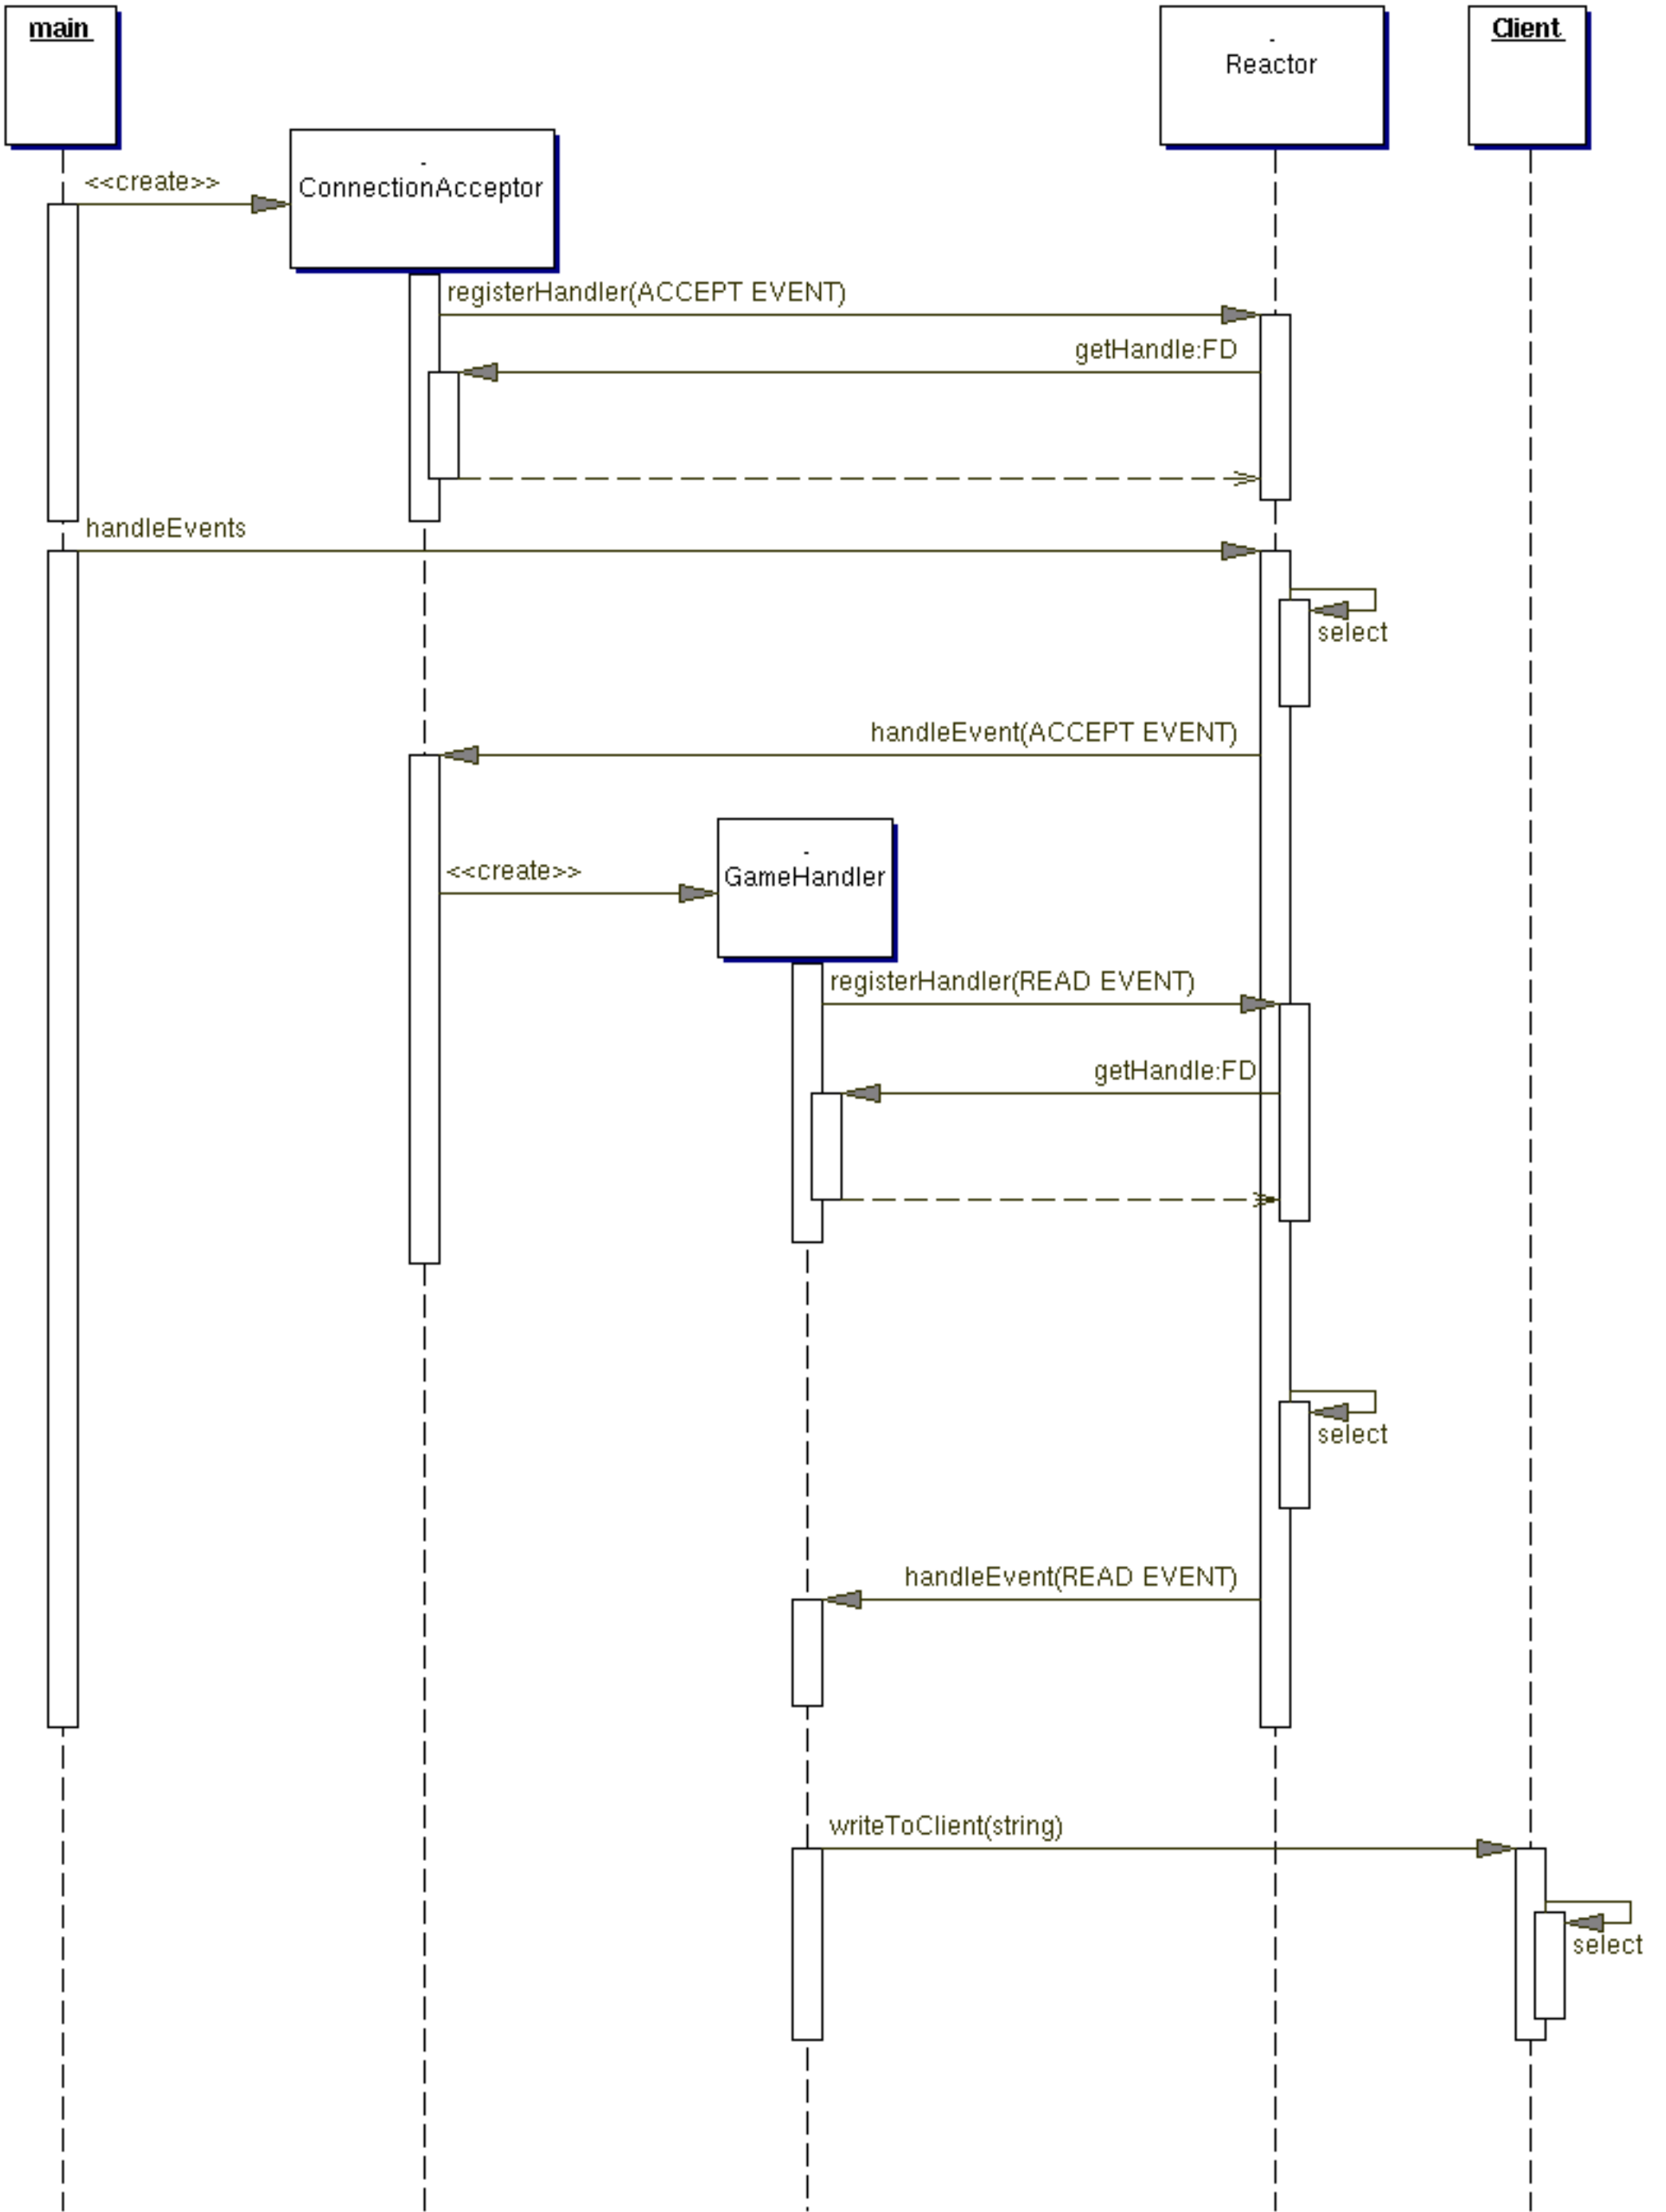 main
-
Reactor
Client
-
ConnectionAcceptor
<<create>>
registerHandler(ACCEPT EVENT)
getHandle:FD
handleEvents
select
handleEvent(ACCEPT EVENT)
-
GameHandler
<<create>>
registerHandler(READ EVENT)
getHandle:FD
select
handleEvent(READ EVENT)
writeToClient(string)
select